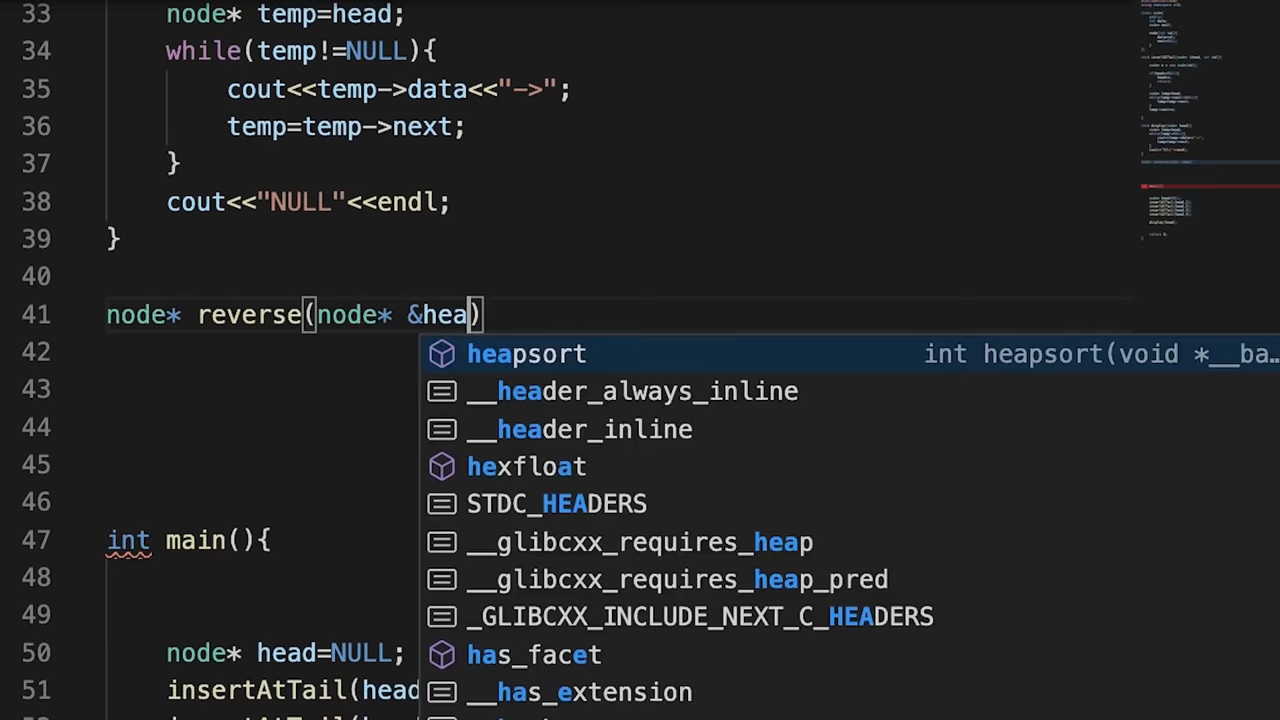 33 node* temp=head;
34 while(temp!=NULL){
35 cout<<temp->data<<"->";
36 temp=temp->next;
37 }
38 cout<<"NULL"<<endl;
39 }
40
41 node* reverse(node* &hea)
42 heapsort int heapsort(void *__ba…
43 __header_always_inline
44 __header_inline
45 hexfloat
46 STDC_HEADERS
47 int main(){ __glibcxx_requires_heap
48 __glibcxx_requires_heap_pred
49 _GLIBCXX_INCLUDE_NEXT_C_HEADERS
50 node* head=NULL; has_facet
51 insertAtTail(head __has_extension